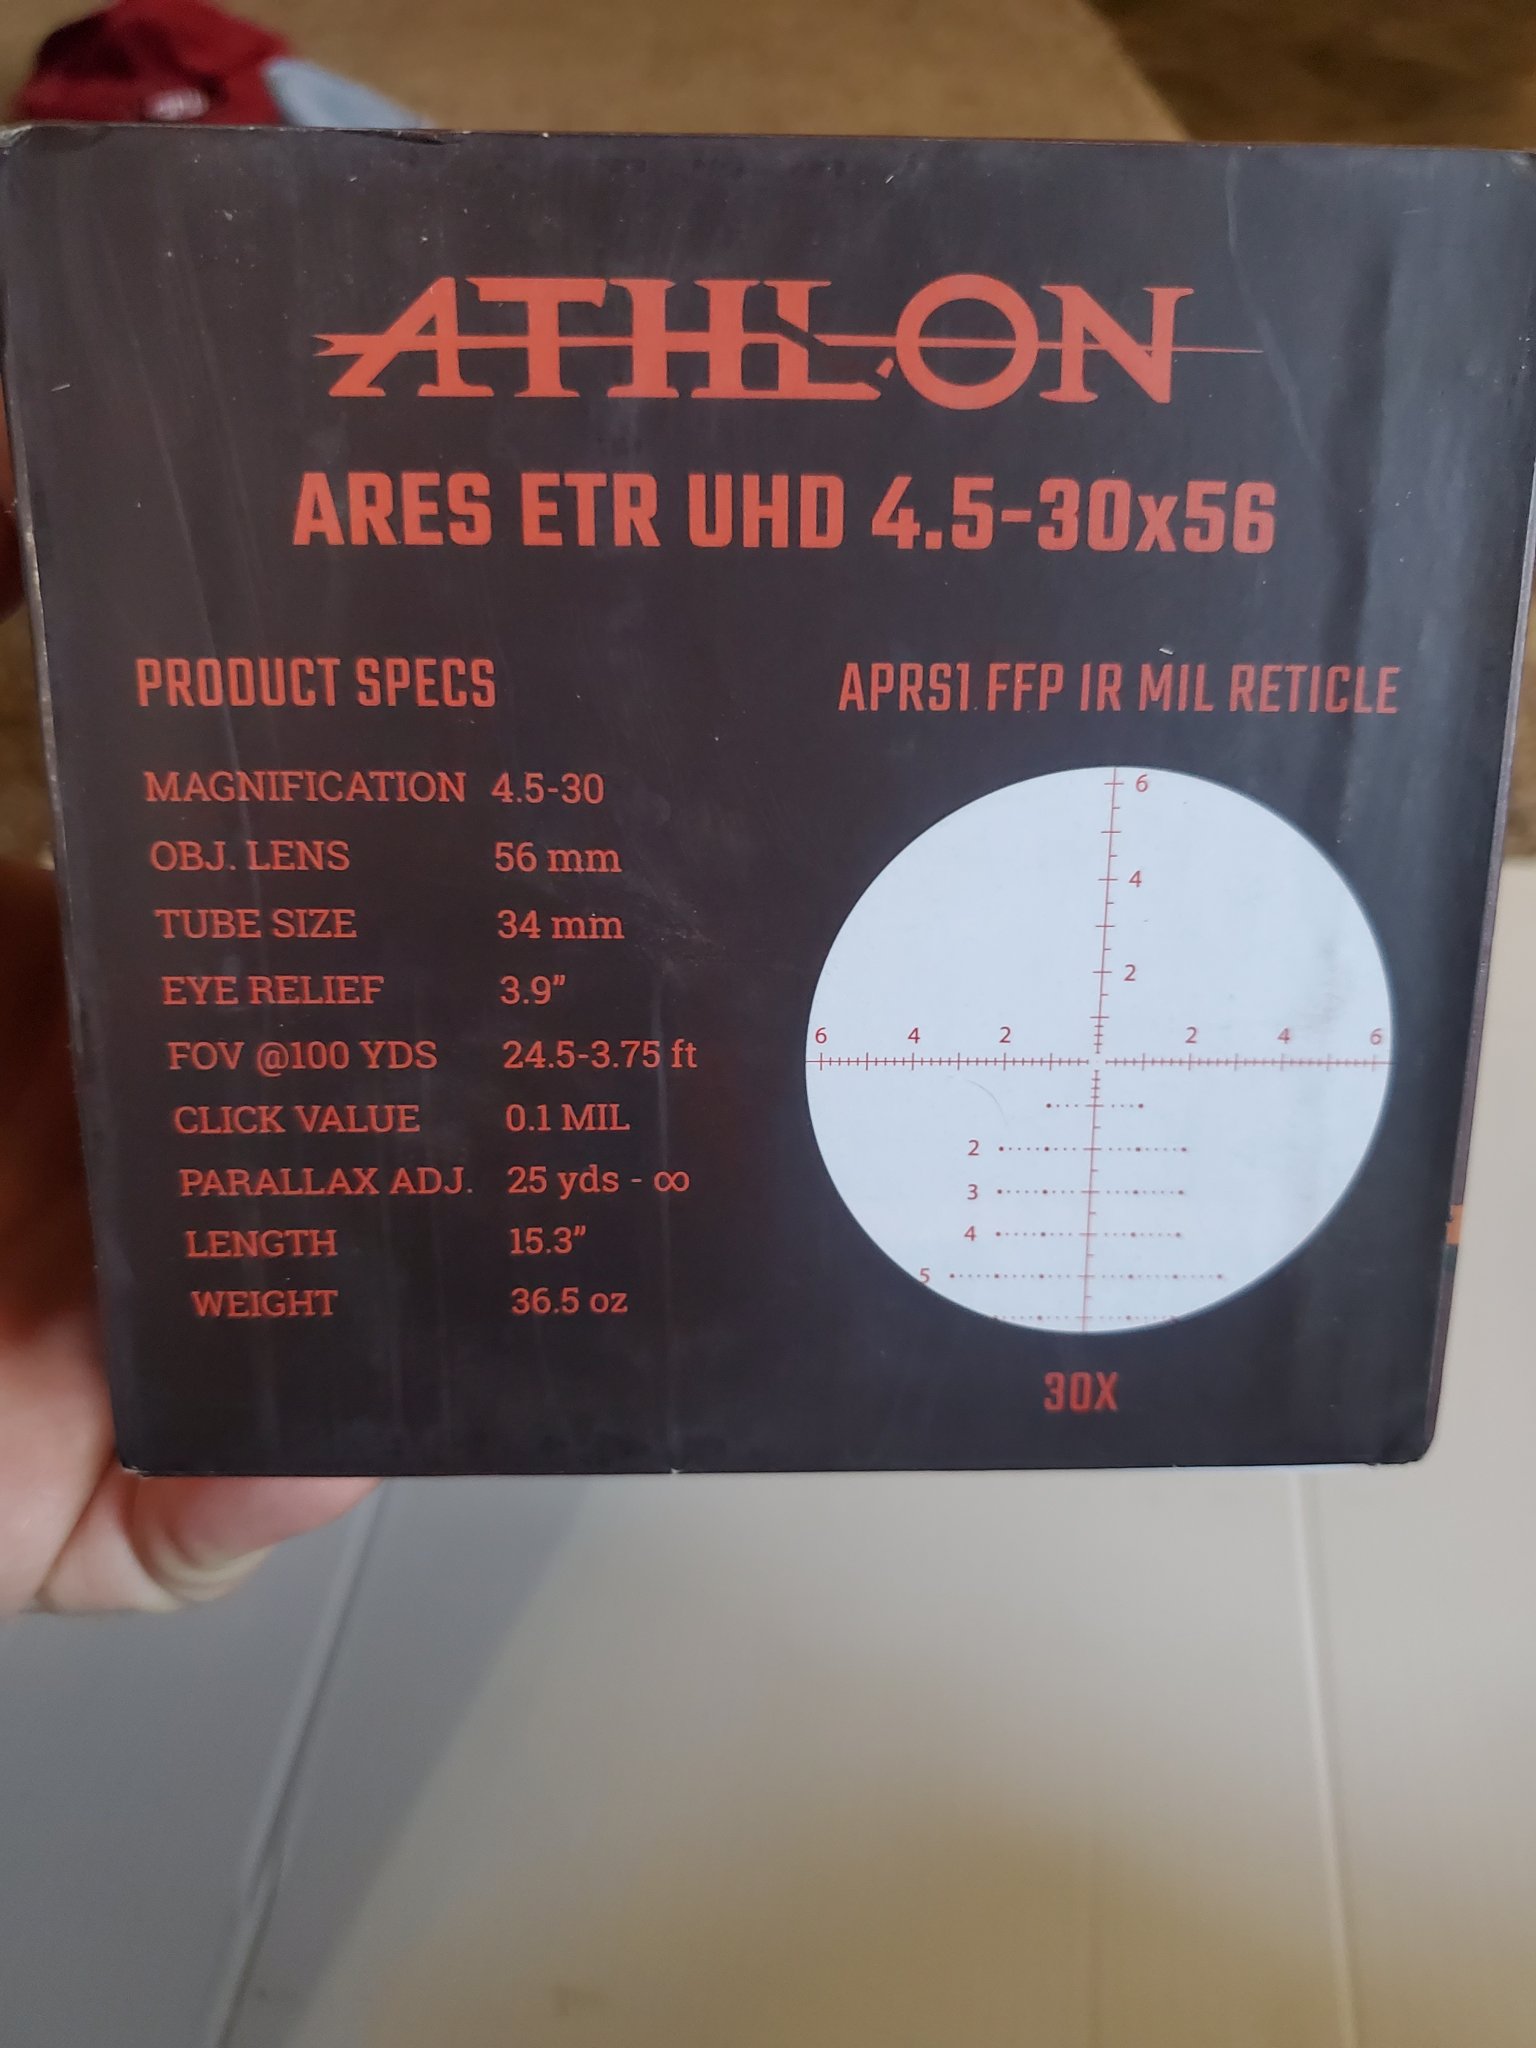 ATHLON
ARES ETR UHD 4.5-30x56
PRODUCT SPECS
MAGNIFICATION 4.5-30
OBJ. LENS 56 mm
TUBE SIZE 34 mm
EYE RELIEF 3.9"
FOV @100 YDS 24.5-3.75 ft
CLICK VALUE 0.1 MIL
PARALLAX ADJ. 25 yds - ∞
LENGTH 15.3"
WEIGHT 36.5 oz
APRS1 FFP IR MIL RETICLE
6
4
2
6 4 2 2 4 6
2
3
4
5
30X